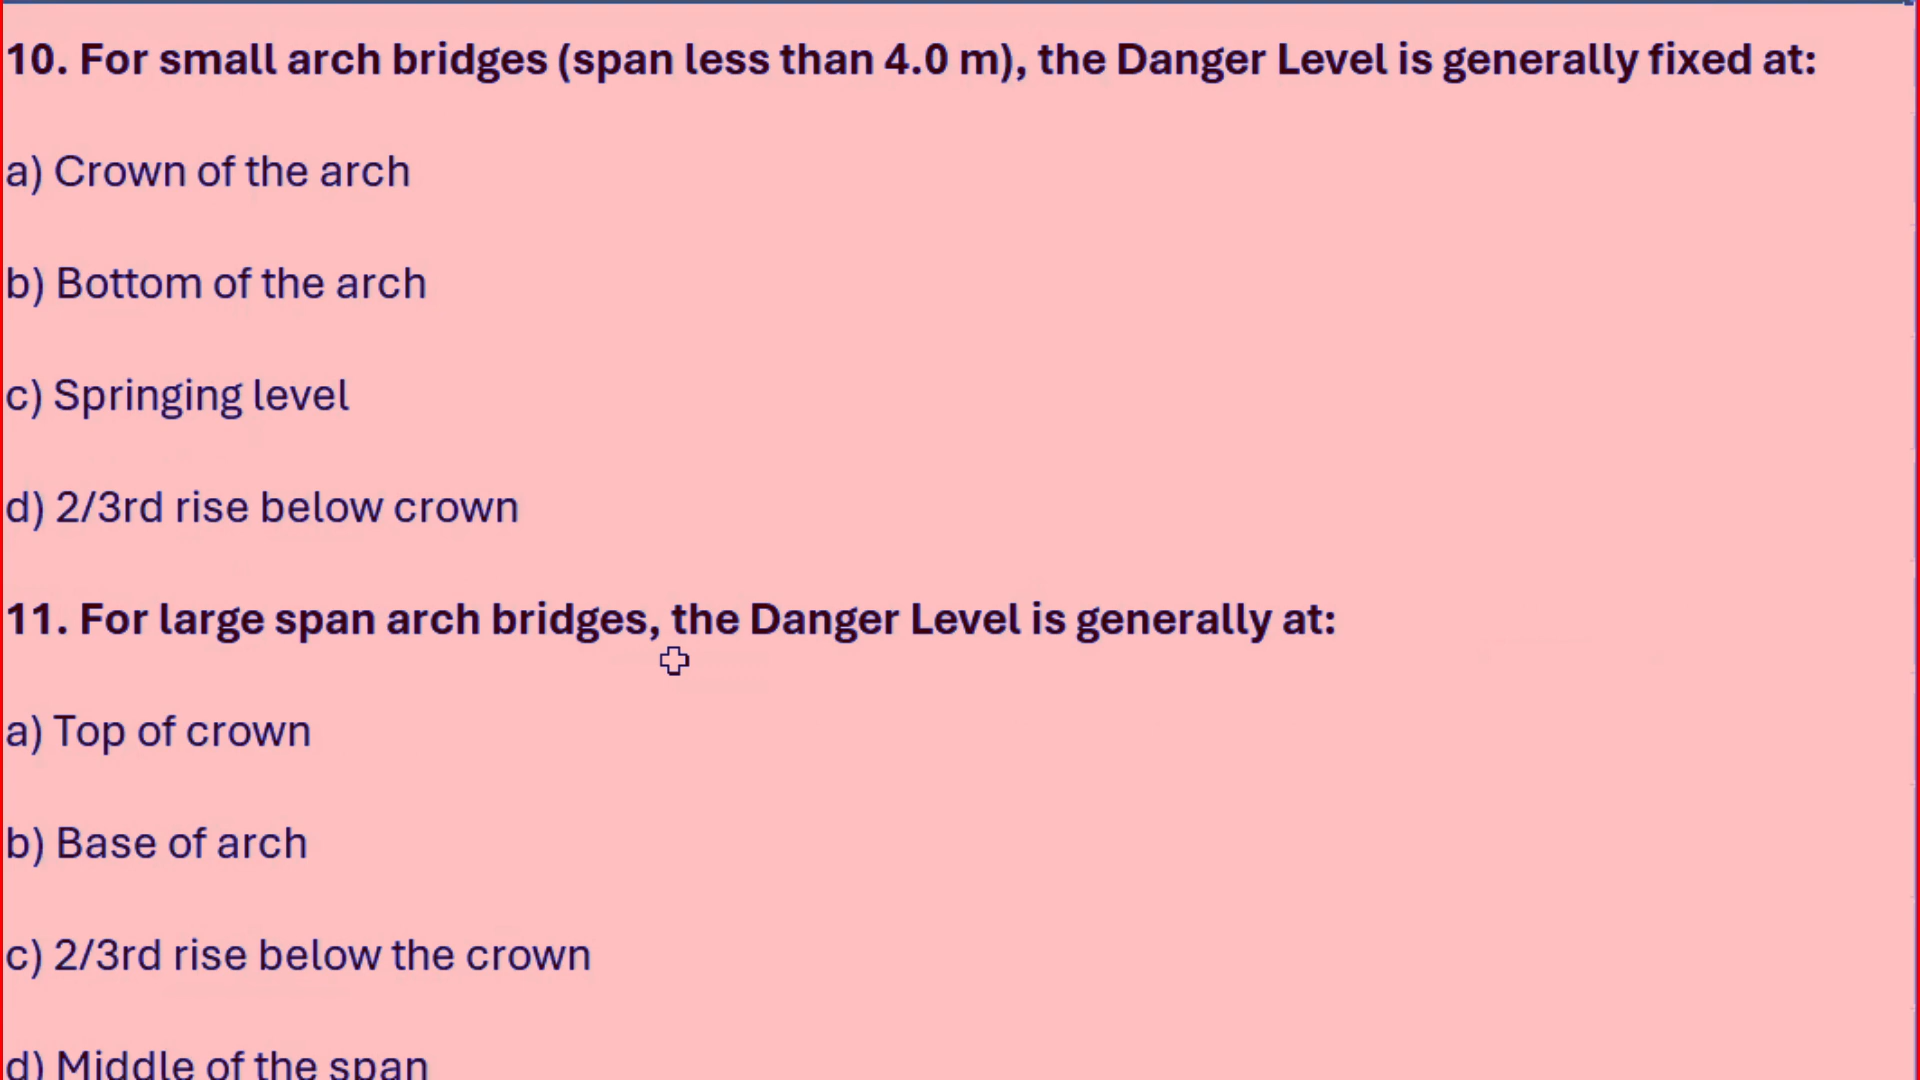 10. For small arch bridges (span less than 4.0 m), the Danger Level is generally fixed at:
a) Crown of the arch
b) Bottom of the arch
c) Springing level
d) 2/3rd rise below crown
11. For large span arch bridges, the Danger Level is generally at:
a) Top of crown
b) Base of arch
c) 2/3rd rise below the crown
d) Middle of the span